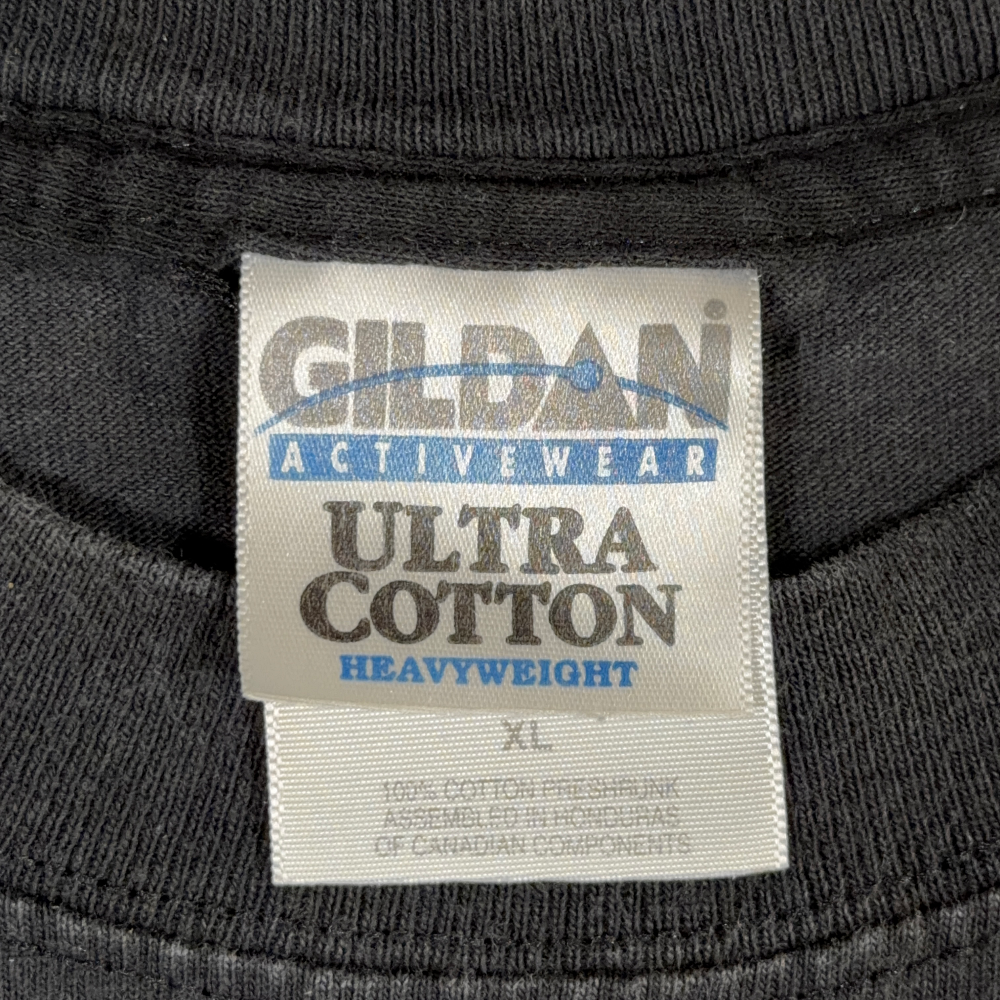 GILDAN
ACTIVEWEAR
ULTRA
COTTON
HEAVYWEIGHT
XL
100% COTTON PRESHRUNK
ASSEMBLED IN HONDURAS
OF CANADIAN COMPONENTS